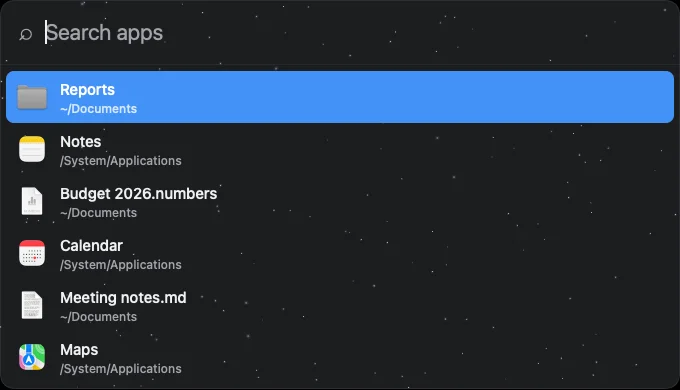 Search apps
Reports
~/Documents
Notes
/System/Applications
Budget 2026.numbers
~/Documents
Calendar
/System/Applications
Meeting notes.md
~/Documents
Maps
/System/Applications